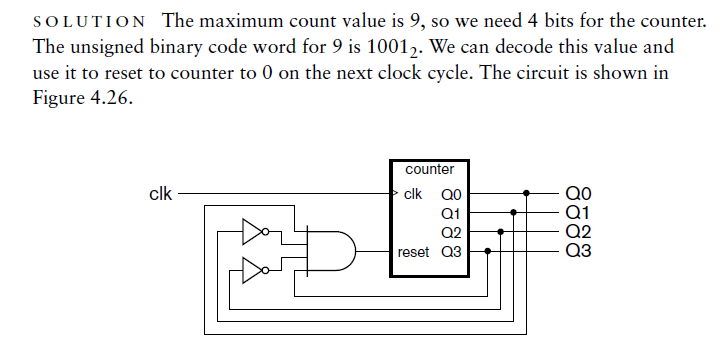 SOLUTION The maximum count value is 9, so we need 4 bits for the counter.
The unsigned binary code word for 9 is 1001₂. We can decode this value and
use it to reset to counter to 0 on the next clock cycle. The circuit is shown in
Figure 4.26.
counter
clk clk Q0 Q0
Q1 Q1
Q2 Q2
reset Q3 Q3